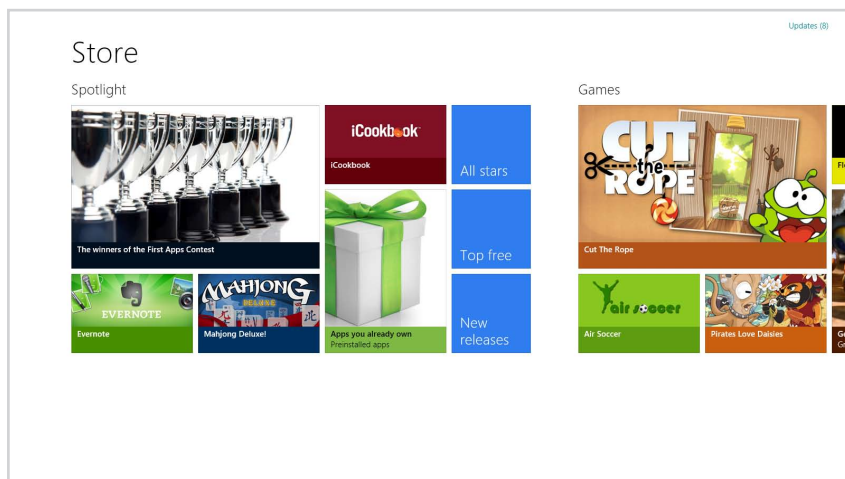 Updates (8)
Store
Spotlight
Games
The winners of the First Apps Contest
iCookbook
iCookbook
All stars
Top free
New
releases
Apps you already own
Preinstalled apps
EVERNOTE
Evernote
MAHJONG
DELUXE
Mahjong Deluxe!
CUT
the
ROPE
Cut The Rope
air soccer
Air Soccer
Pirates Love Daisies